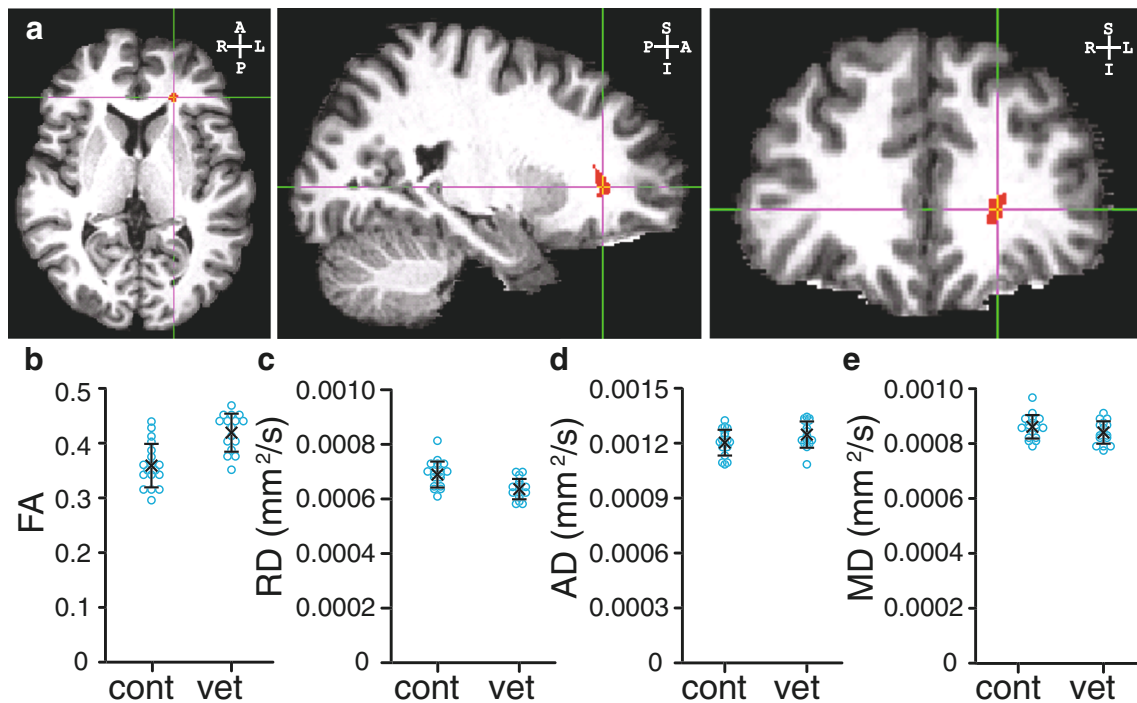 a
A
R L
P
S
P A
I
S
R L
I
b
FA
0.5
0.4
0.3
0.2
0.1
0
cont vet
c
RD (mm²/s)
0.0010
0.0008
0.0006
0.0004
0.0002
0
cont vet
d
AD (mm²/s)
0.0015
0.0012
0.0009
0.0006
0.0003
0
cont vet
e
MD (mm²/s)
0.0010
0.0008
0.0006
0.0004
0.0002
0
cont vet